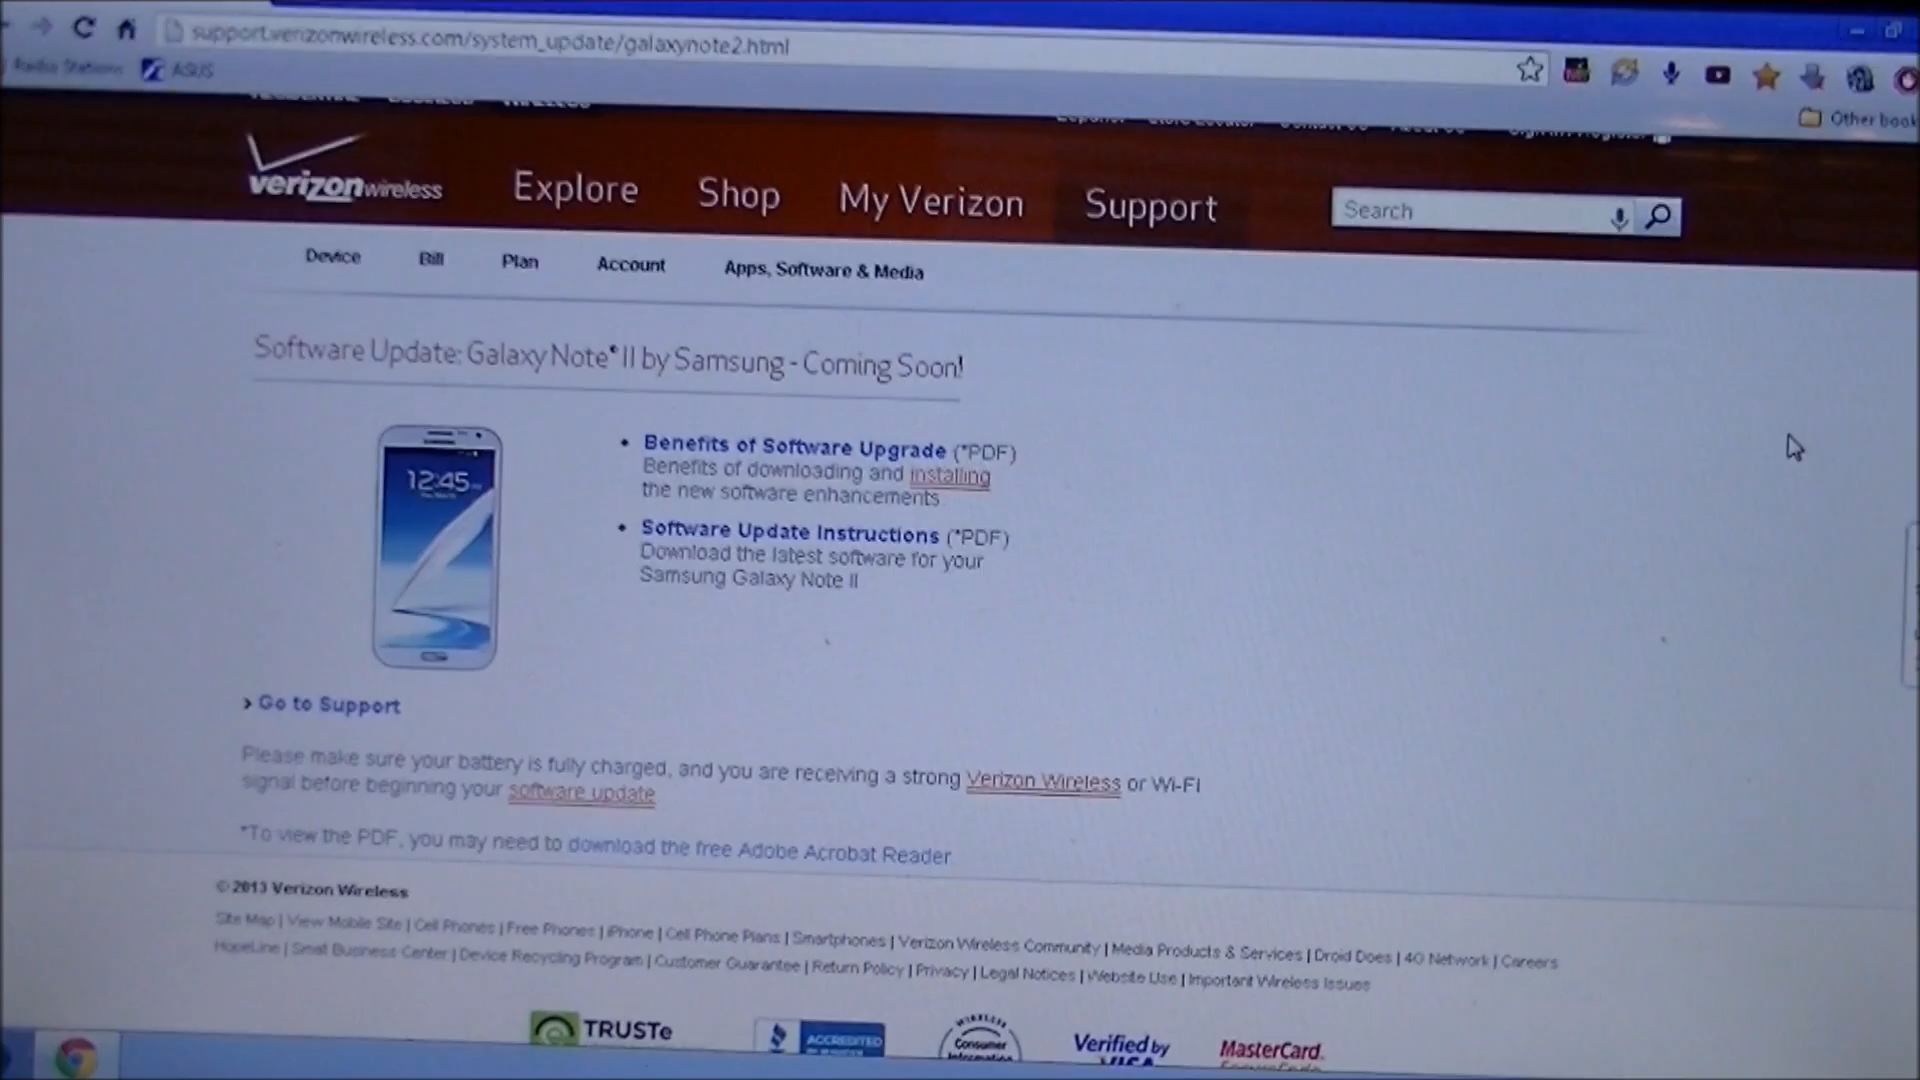 support.verizonwireless.com/system_update/galaxynote2.html
Radio Stations ASUS
Other book
verizonwireless Explore Shop My Verizon Support Search
Device Bill Plan Account Apps, Software & Media
Software Update: Galaxy Note® II by Samsung - Coming Soon!
12:45
• Benefits of Software Upgrade (*PDF)
Benefits of downloading and installing
the new software enhancements
• Software Update Instructions (*PDF)
Download the latest software for your
Samsung Galaxy Note II
› Go to Support
Please make sure your battery is fully charged, and you are receiving a strong Verizon Wireless or Wi-Fi
signal before beginning your software update
*To view the PDF, you may need to download the free Adobe Acrobat Reader
© 2013 Verizon Wireless
Site Map | View Mobile Site | Cell Phones | Free Phones | iPhone | Cell Phone Plans | Smartphones | Verizon Wireless Community | Media Products & Services | Droid Does | 4G Network | Careers
HopeLine | Small Business Center | Device Recycling Program | Customer Guarantee | Return Policy | Privacy | Legal Notices | Website Use | Important Wireless Issues
TRUSTe ACCREDITED WIRELESS Consumer Information Verified by VISA MasterCard.